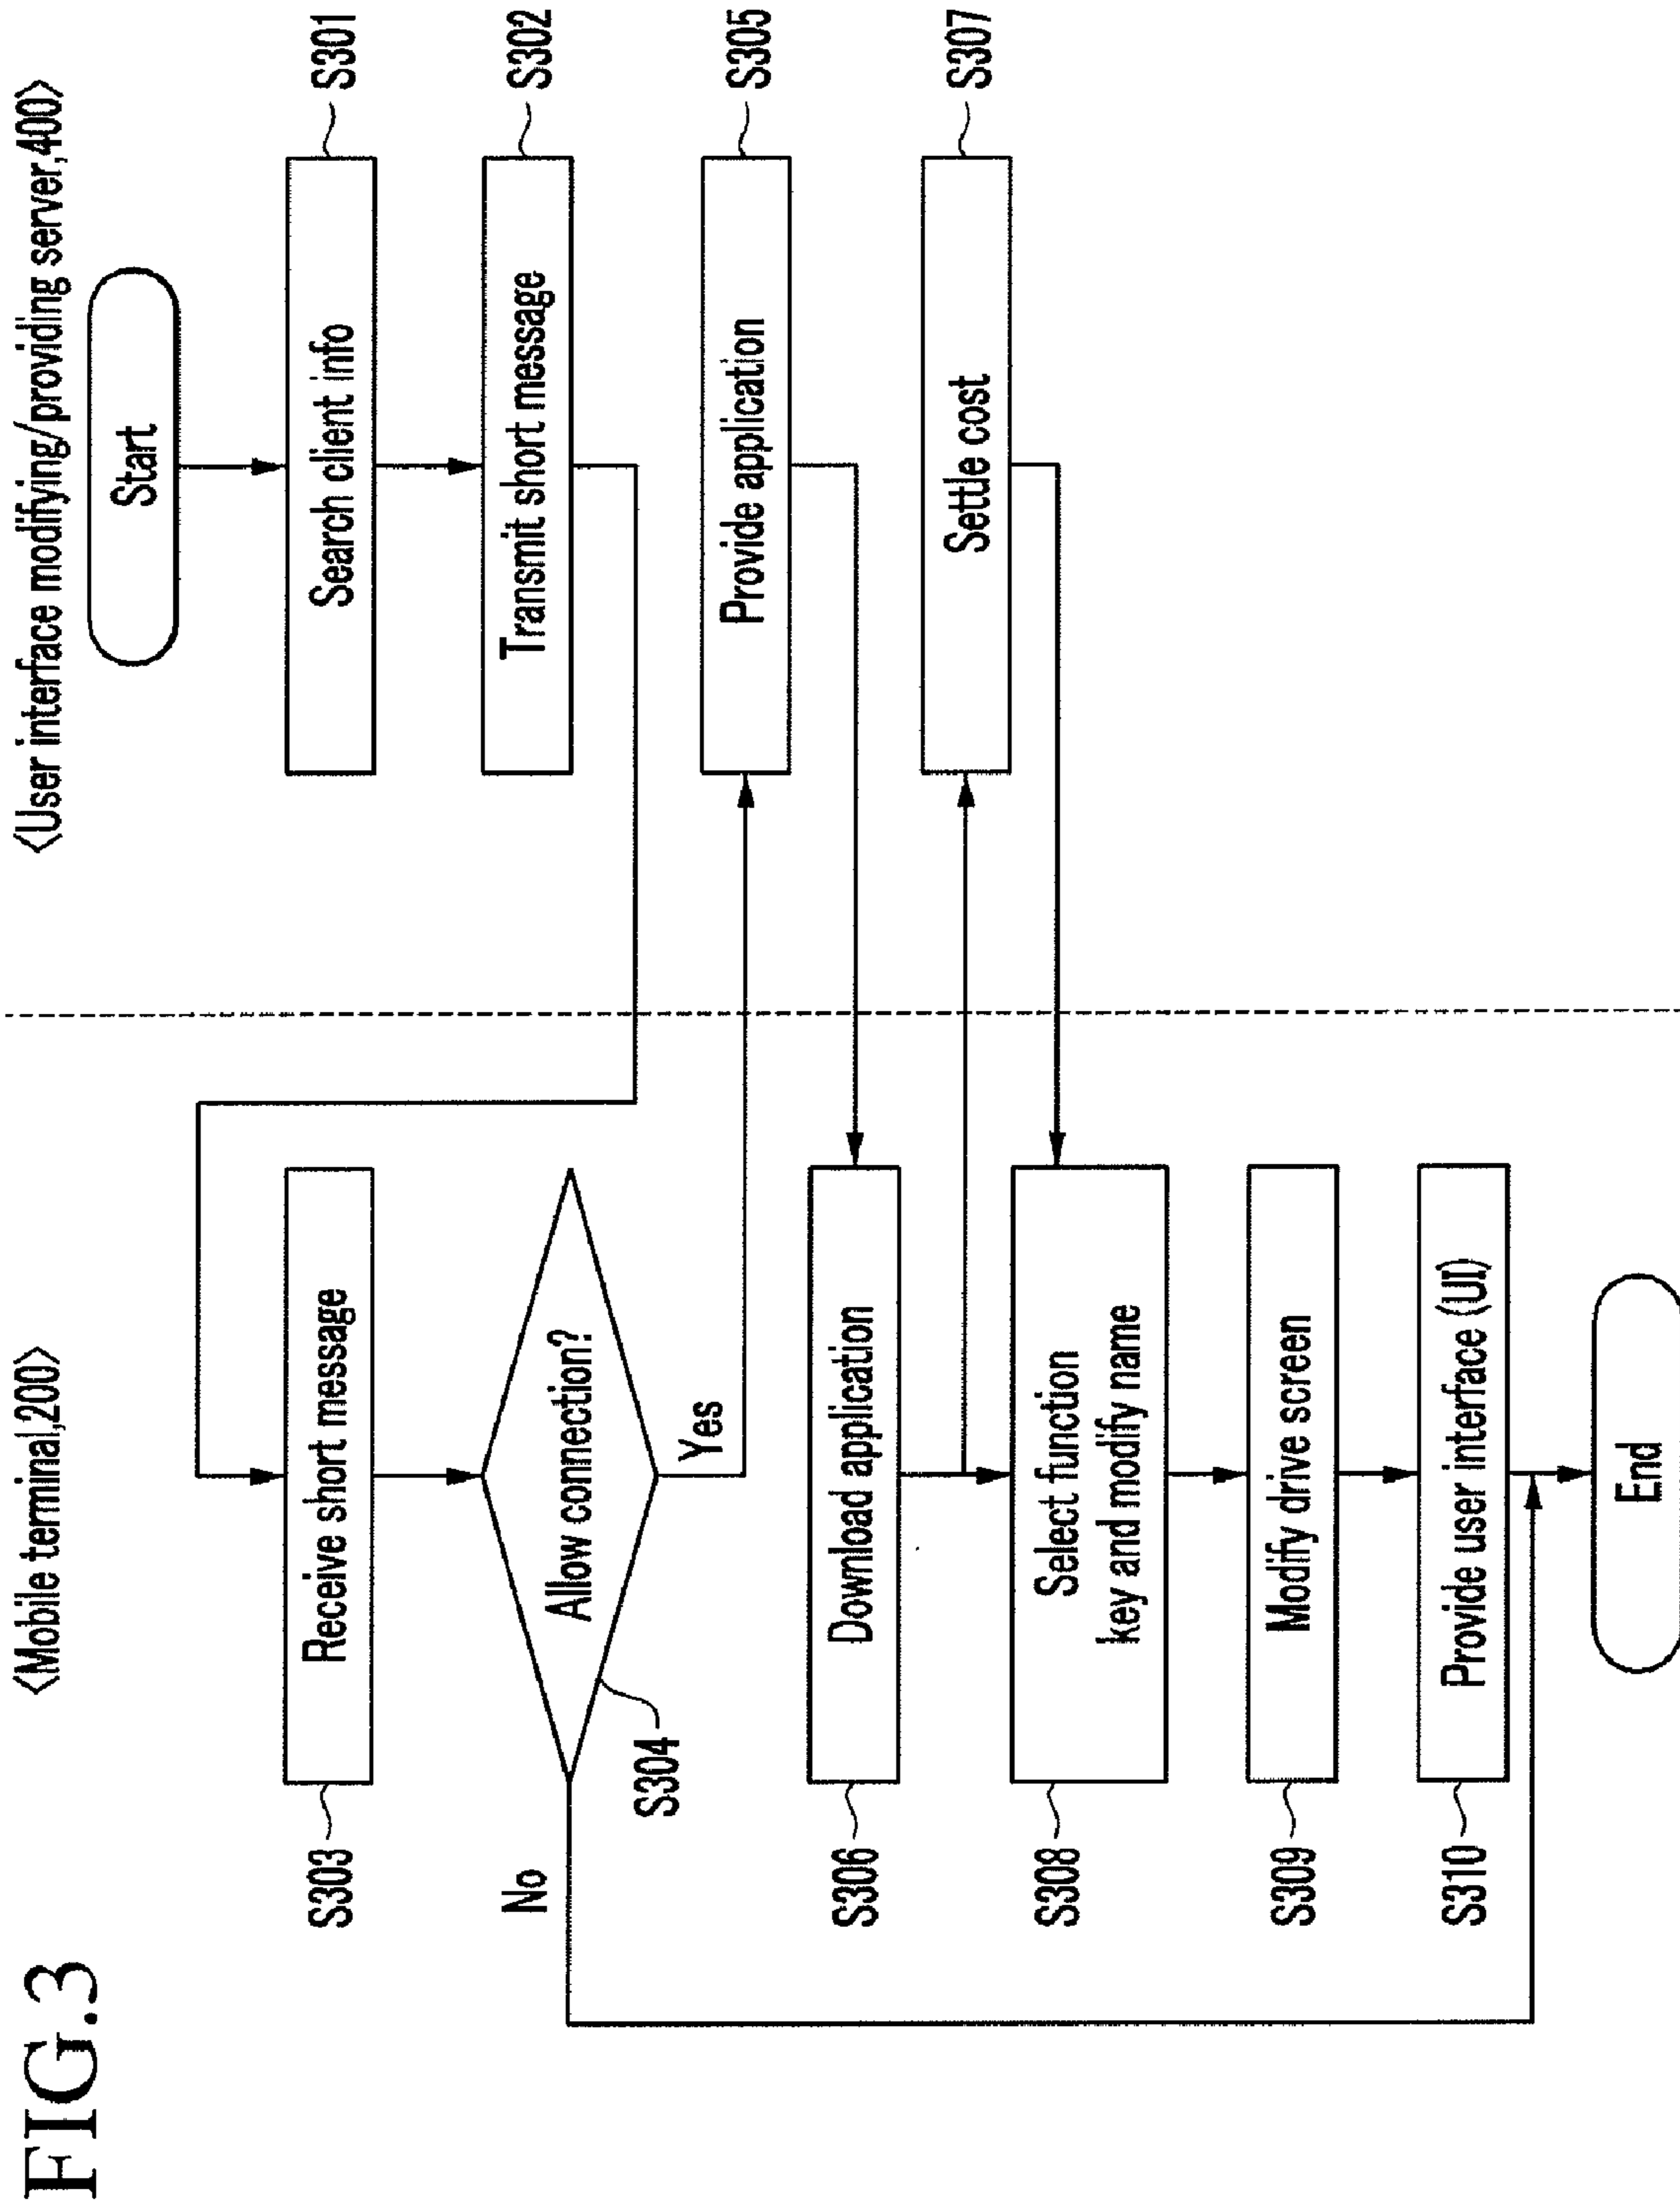 FIG.3
<Mobile terminal,200>
<User interface modifying/providing server,400>
Start
Search client info
S301
Transmit short message
S302
S303
Receive short message
Allow connection?
S304
No
Yes
Provide application
S305
S306
Download application
Settle cost
S307
S308
Select function
key and modify name
S309
Modify drive screen
S310
Provide user interface (UI)
End